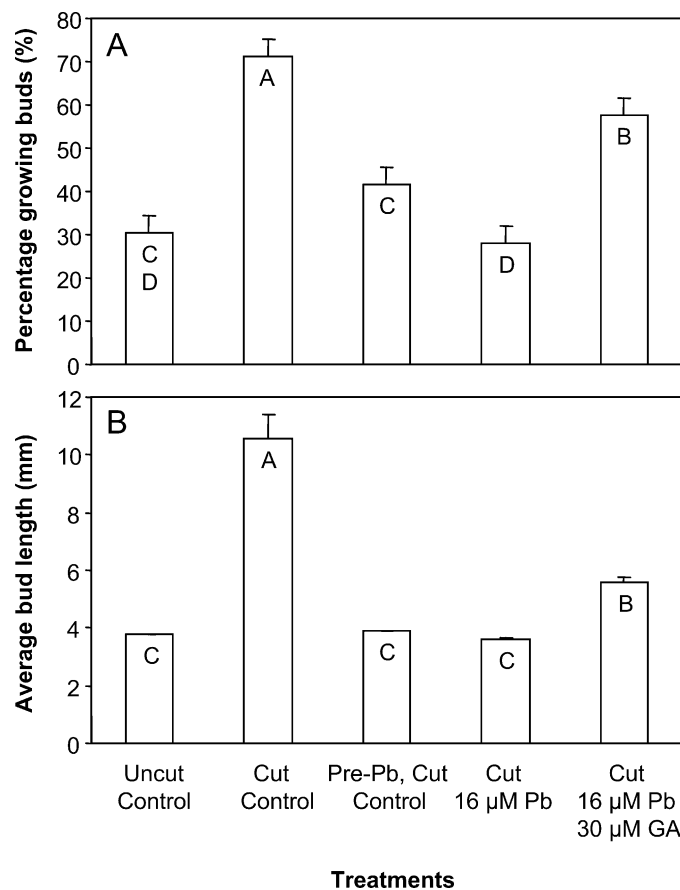 A
Percentage growing buds (%)
80
70
60
50
40
30
20
10
0
C
D
A
C
D
B
B
Average bud length (mm)
12
10
8
6
4
2
0
C
A
C
C
B
Uncut
Control
Cut
Control
Pre-Pb, Cut
Control
Cut
16 µM Pb
Cut
16 µM Pb
30 µM GA
Treatments